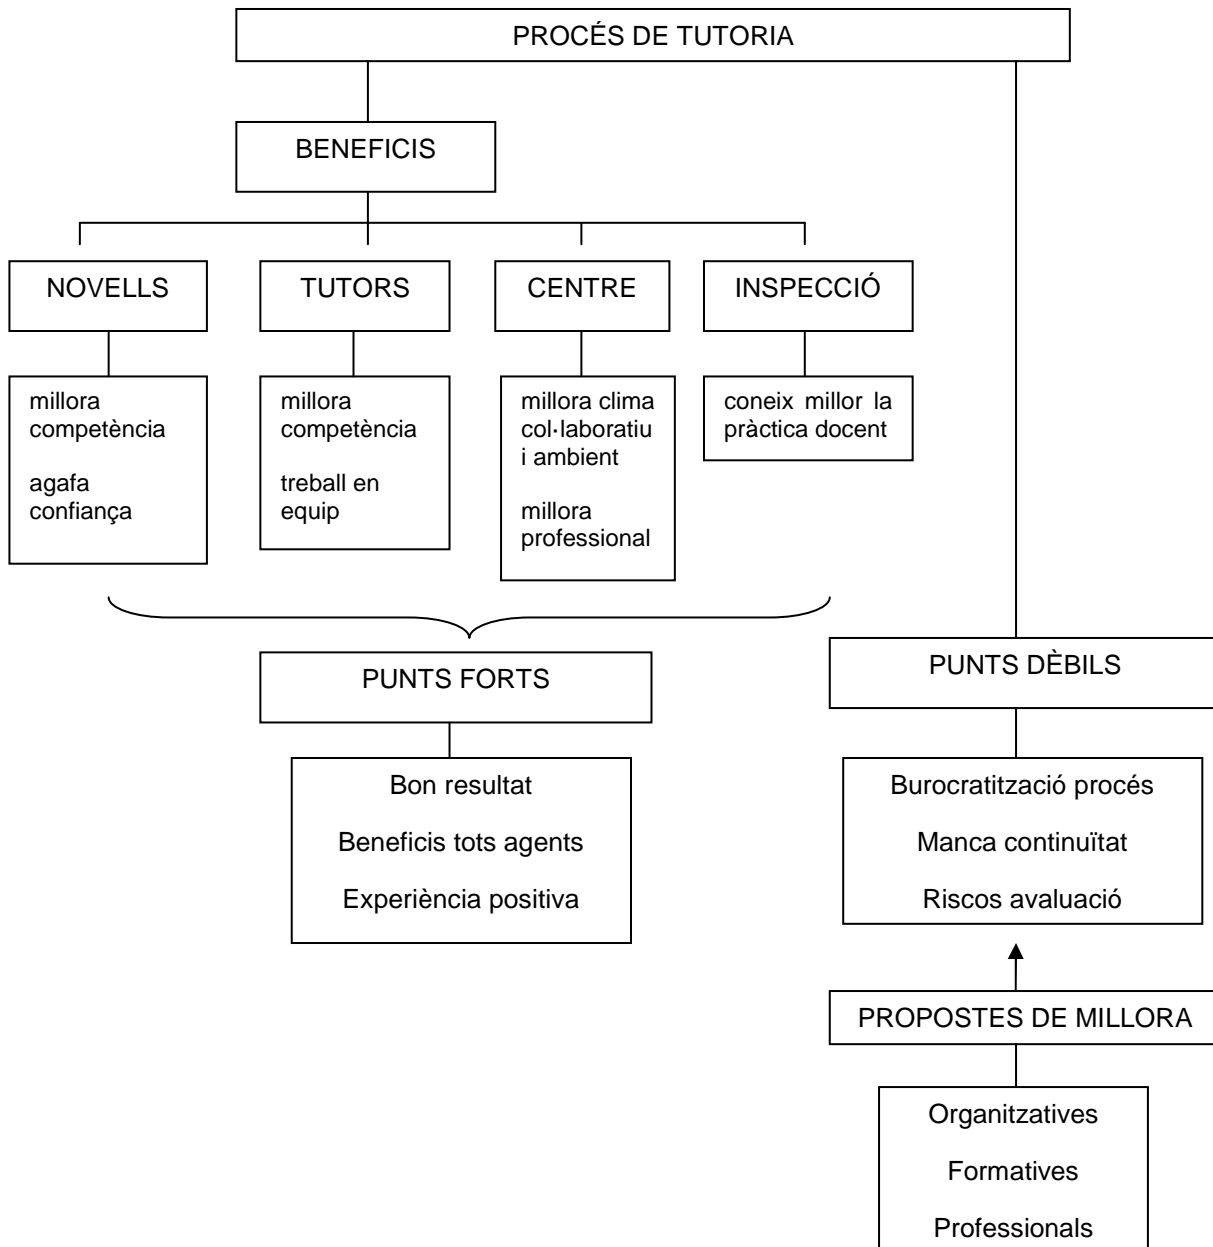 PROCÉS DE TUTORIA
BENEFICIS
NOVELLS
TUTORS
CENTRE
INSPECCIÓ
millora
competència
agafa
confiança
millora
competència
treball en
equip
millora clima
col·laboratiu
i ambient
millora
professional
coneix millor la
pràctica docent
PUNTS FORTS
Bon resultat
Beneficis tots agents
Experiència positiva
PUNTS DÈBILS
Burocratització procés
Manca continuïtat
Riscos avaluació
PROPOSTES DE MILLORA
Organitzatives
Formatives
Professionals